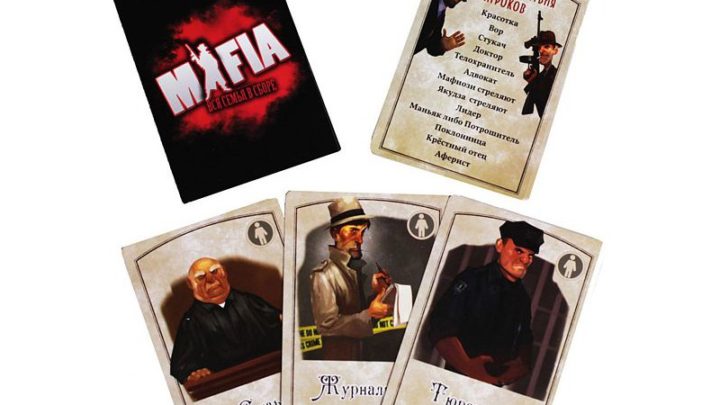 MAFIA
ВСЯ СЕМЬЯ В СБОРЕ
Красотка
Вор
Стукач
Доктор
Телохранитель
Адвокат
Мафиози стреляют
Якудза стреляют
Лидер
Маньяк либо Потрошитель
Поклонница
Крёстный отец
Аферист
Журнал
Тюр